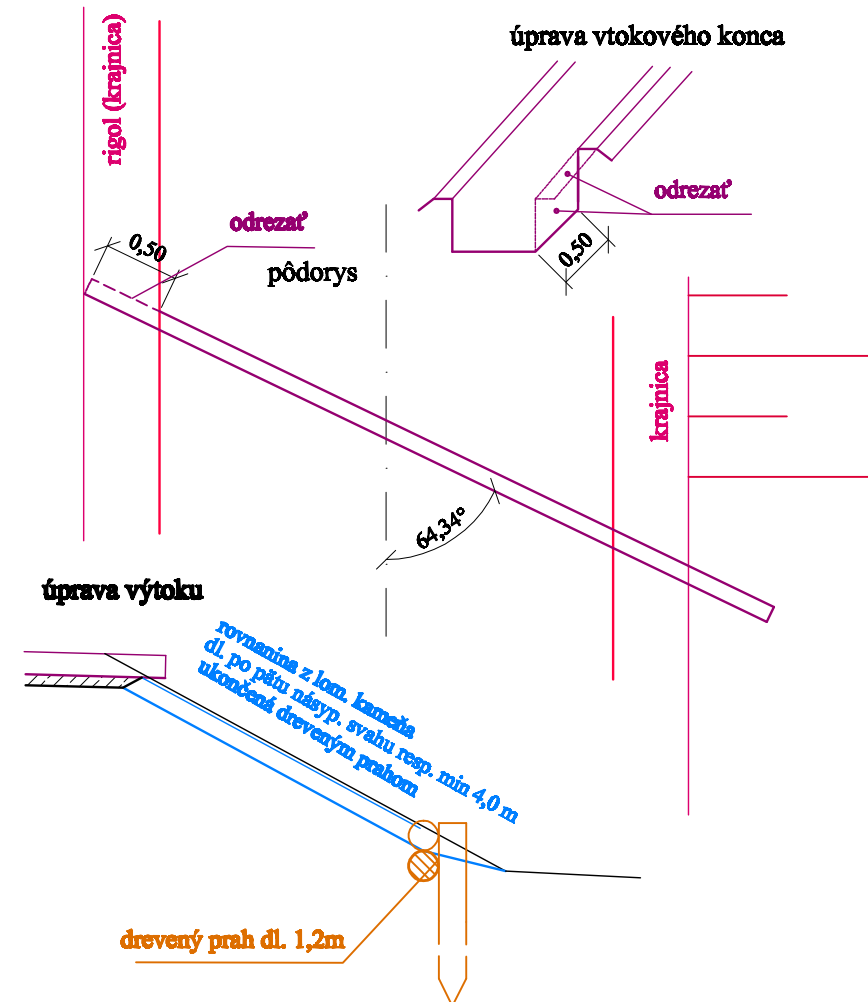 úprava vtokového konca
rigol (krajnica)
odrezať
odrezať
0,50
0,50
pôdorys
krajnica
64,34°
úprava výtoku
rovnanina z lom. kameňa
dl. po pätu násyp. svahu resp. min 4,0 m
ukončená dreveným prahom
drevený prah dl. 1,2m